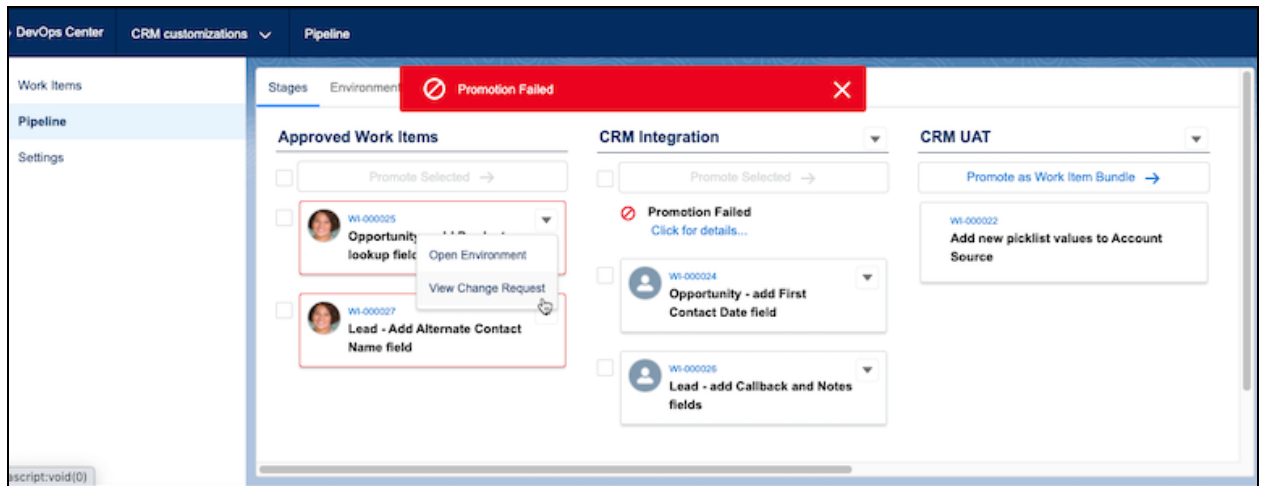 DevOps Center
CRM customizations
Pipeline
Work Items
Pipeline
Settings
Stages
Environment
Promotion Failed
Approved Work Items
Promote Selected
WI-000025
Opportunity
lookup field
Open Environment
View Change Request
WI-000027
Lead - Add Alternate Contact
Name field
CRM Integration
Promote Selected
Promotion Failed
Click for details...
WI-000024
Opportunity - add First
Contact Date field
WI-000026
Lead - add Callback and Notes
fields
CRM UAT
Promote as Work Item Bundle
WI-000022
Add new picklist values to Account
Source
ascript:void(0)